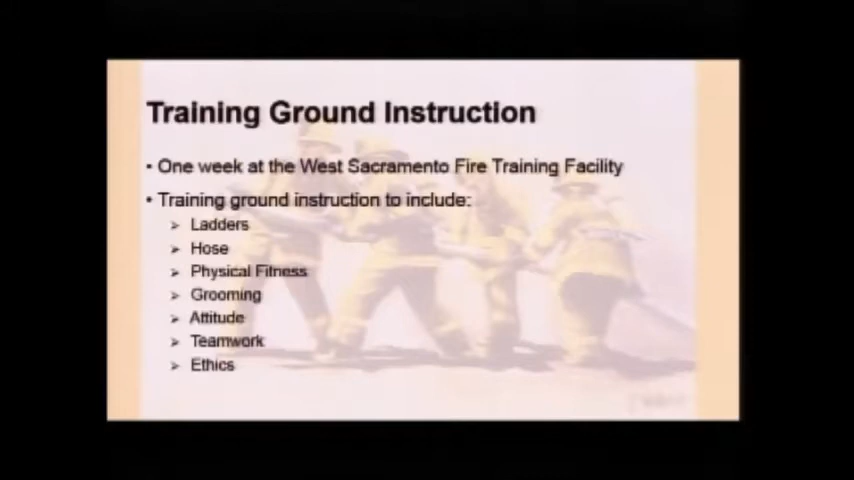 Training Ground Instruction
• One week at the West Sacramento Fire Training Facility
• Training ground instruction to include:
➢ Ladders
➢ Hose
➢ Physical Fitness
➢ Grooming
➢ Attitude
➢ Teamwork
➢ Ethics